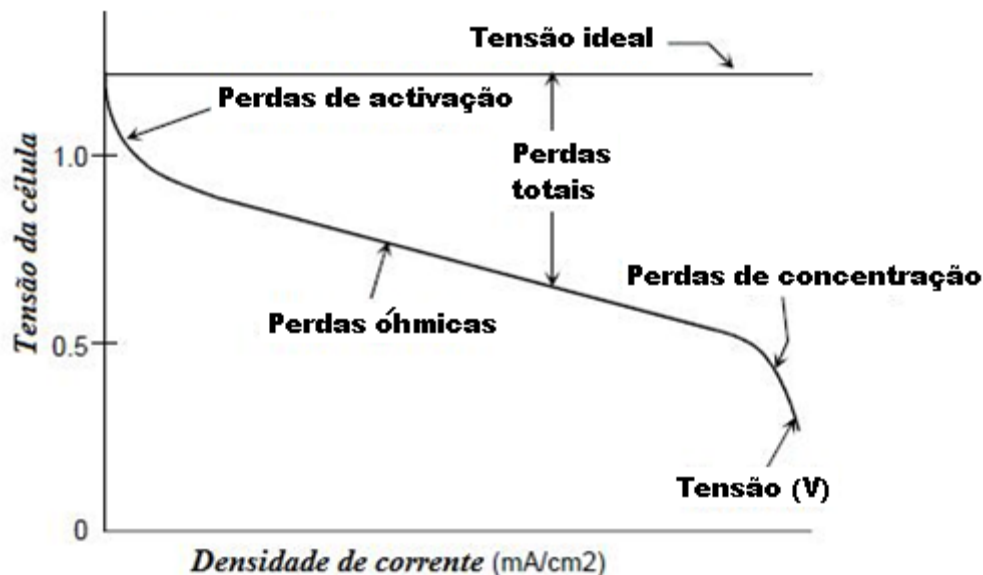 Tensão ideal
Perdas de activação
Perdas
totais
Perdas de concentração
Perdas óhmicas
Tensão (V)
Tensão da célula
1.0
0.5
0
Densidade de corrente (mA/cm2)